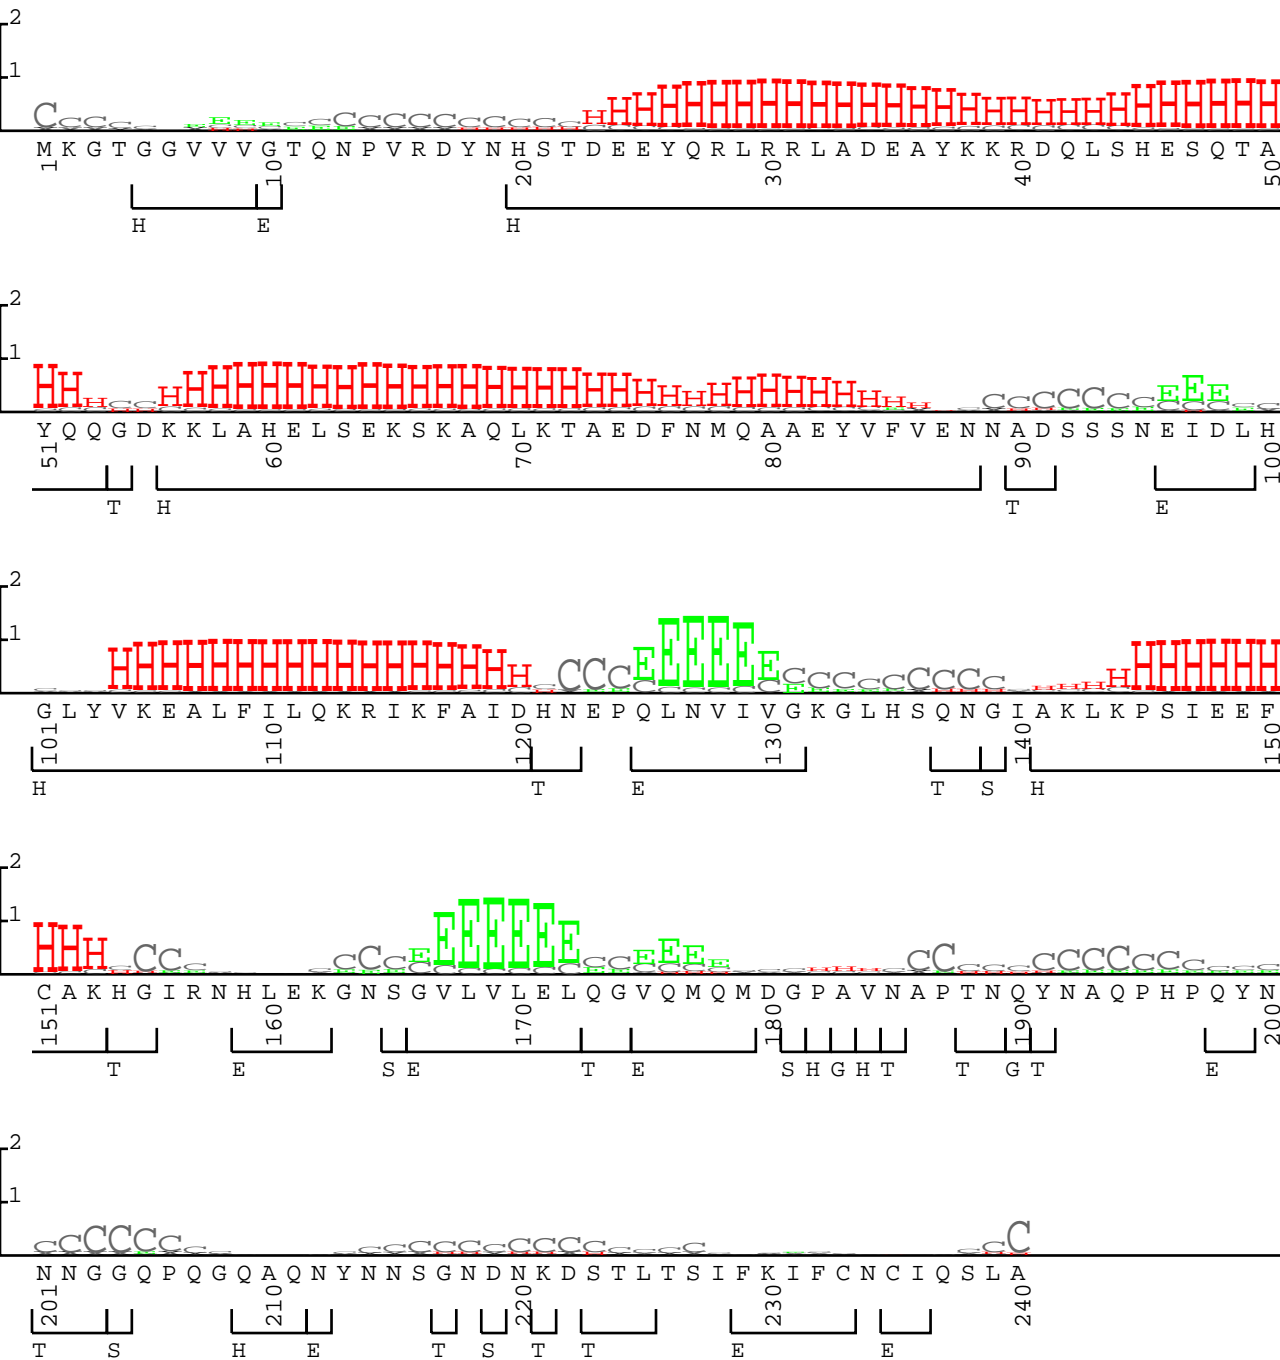 2
1
M K G T G G V V V G T Q N P V R D Y N H S T D E E Y Q R L R R L A D E A Y K K R D Q L S H E S Q T A
1 10 20 30 40 50
H E H
2
1
Y Q Q G D K K L A H E L S E K S K A Q L K T A E D F N M Q A A E Y V F V E N N A D S S S N E I D L H
51 60 70 80 90 100
T H T E
2
1
G L Y V K E A L F I L Q K R I K F A I D H N E P Q L N V I V G K G L H S Q N G I A K L K P S I E E F
101 110 120 130 140 150
H T E T S H
2
1
C A K H G I R N H L E K G N S G V L V L E L Q G V Q M Q M D G P A V N A P T N Q Y N A Q P H P Q Y N
151 160 170 180 190 200
T E S E T E S H G H T T G T E
2
1
N N G G Q P Q G Q A Q N Y N N S G N D N K D S T L T S I F K I F C N C I Q S L A
201 210 220 230 240
T S H E T S T T E E